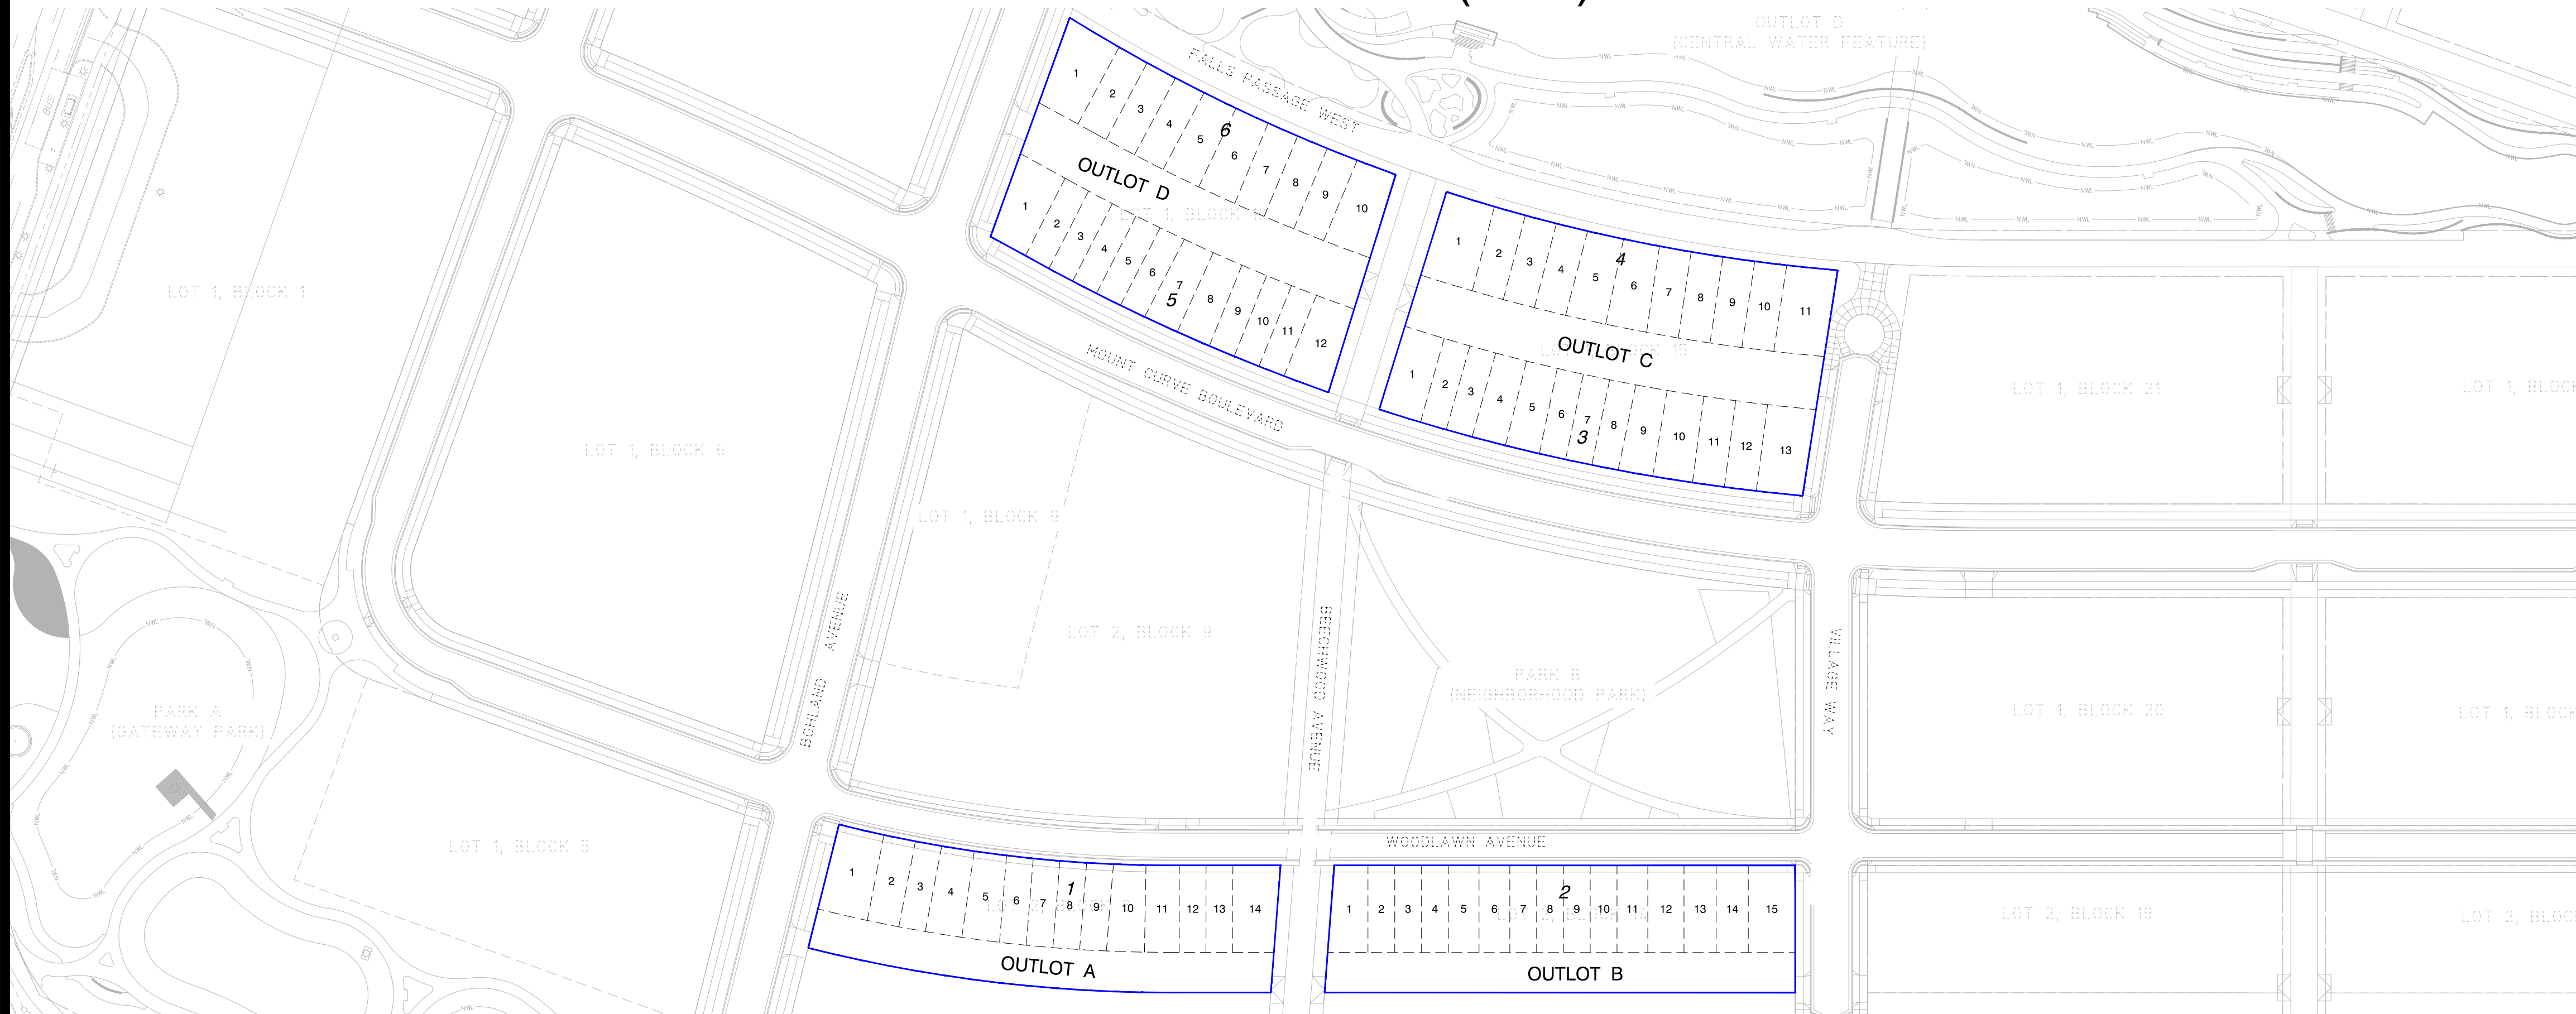 OUTLOT D
(CENTRAL WATER FEATURE)
FALLS PASSAGE WEST
BUS
1 2 3 4 5 6 7 8 9 10
6
OUTLOT D
1 2 3 4 5 6 7 8 9 10 11 12
5
1 2 3 4 5 6 7 8 9 10 11
4
OUTLOT C
1 2 3 4 5 6 7 8 9 10 11 12 13
3
LOT 1, BLOCK 1
MOUNT CURVE BOULEVARD
LOT 1, BLOCK 21
LOT 1, BLOCK 6
LOT 1, BLOCK 9
BOHLAND AVENUE
LOT 2, BLOCK 9
BEECHWOOD AVENUE
PARK B
(NEIGHBORHOOD PARK)
VILLAGE WAY
LOT 1, BLOCK 20
PARK A
(GATEWAY PARK)
NWL
LOT 1, BLOCK 5
WOODLAWN AVENUE
1 2 3 4 5 6 7 8 9 10 11 12 13 14
1
OUTLOT A
1 2 3 4 5 6 7 8 9 10 11 12 13 14 15
2
OUTLOT B
LOT 2, BLOCK 19